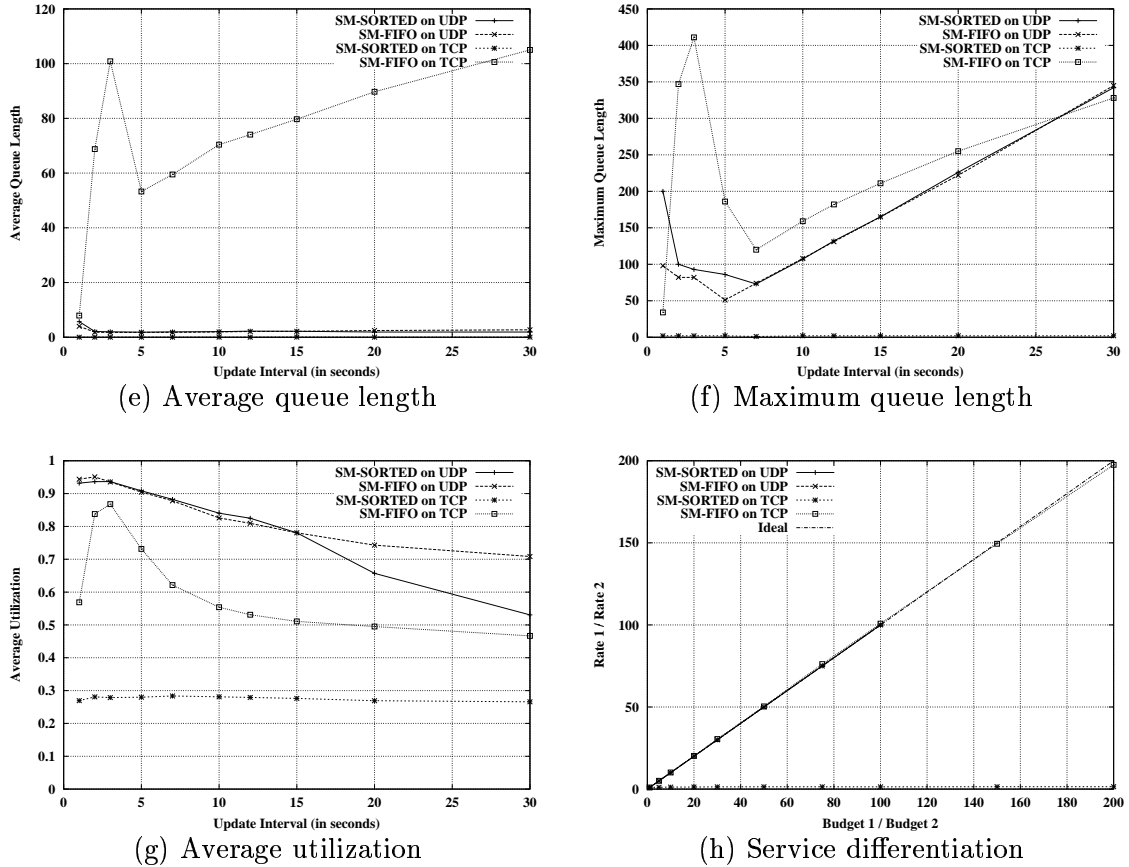 120
100
80
60
40
20
0
Average Queue Length
SM-SORTED on UDP
SM-FIFO on UDP
SM-SORTED on TCP
SM-FIFO on TCP
0 5 10 15 20 25 30
Update Interval (in seconds)
(e) Average queue length
450
400
350
300
250
200
150
100
50
0
Maximum Queue Length
SM-SORTED on UDP
SM-FIFO on UDP
SM-SORTED on TCP
SM-FIFO on TCP
0 5 10 15 20 25 30
Update Interval (in seconds)
(f) Maximum queue length
1
0.9
0.8
0.7
0.6
0.5
0.4
0.3
0.2
0.1
0
Average Utilization
SM-SORTED on UDP
SM-FIFO on UDP
SM-SORTED on TCP
SM-FIFO on TCP
0 5 10 15 20 25 30
Update Interval (in seconds)
(g) Average utilization
200
150
100
50
0
Rate 1 / Rate 2
SM-SORTED on UDP
SM-FIFO on UDP
SM-SORTED on TCP
SM-FIFO on TCP
Ideal
0 20 40 60 80 100 120 140 160 180 200
Budget 1 / Budget 2
(h) Service differentiation